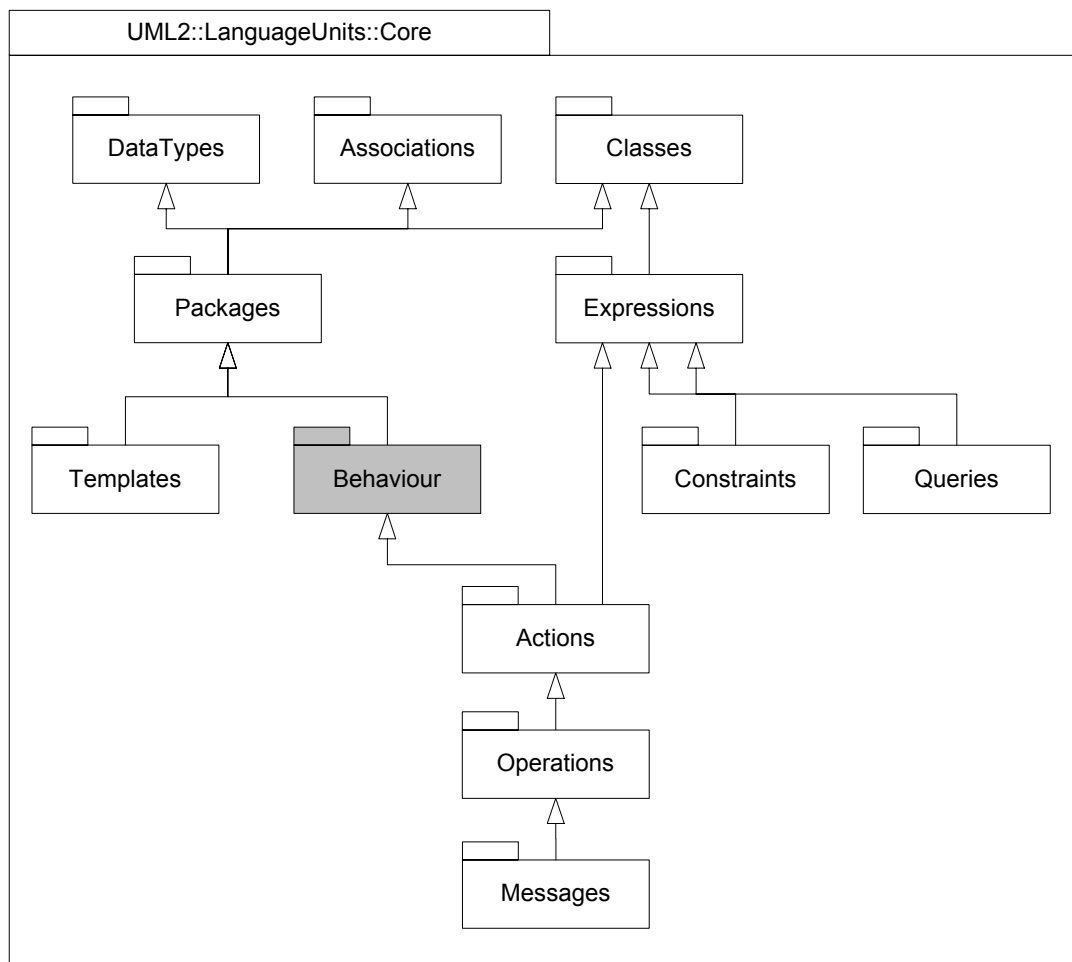 UML2::LanguageUnits::Core
DataTypes
Associations
Classes
Packages
Expressions
Templates
Behaviour
Constraints
Queries
Actions
Operations
Messages